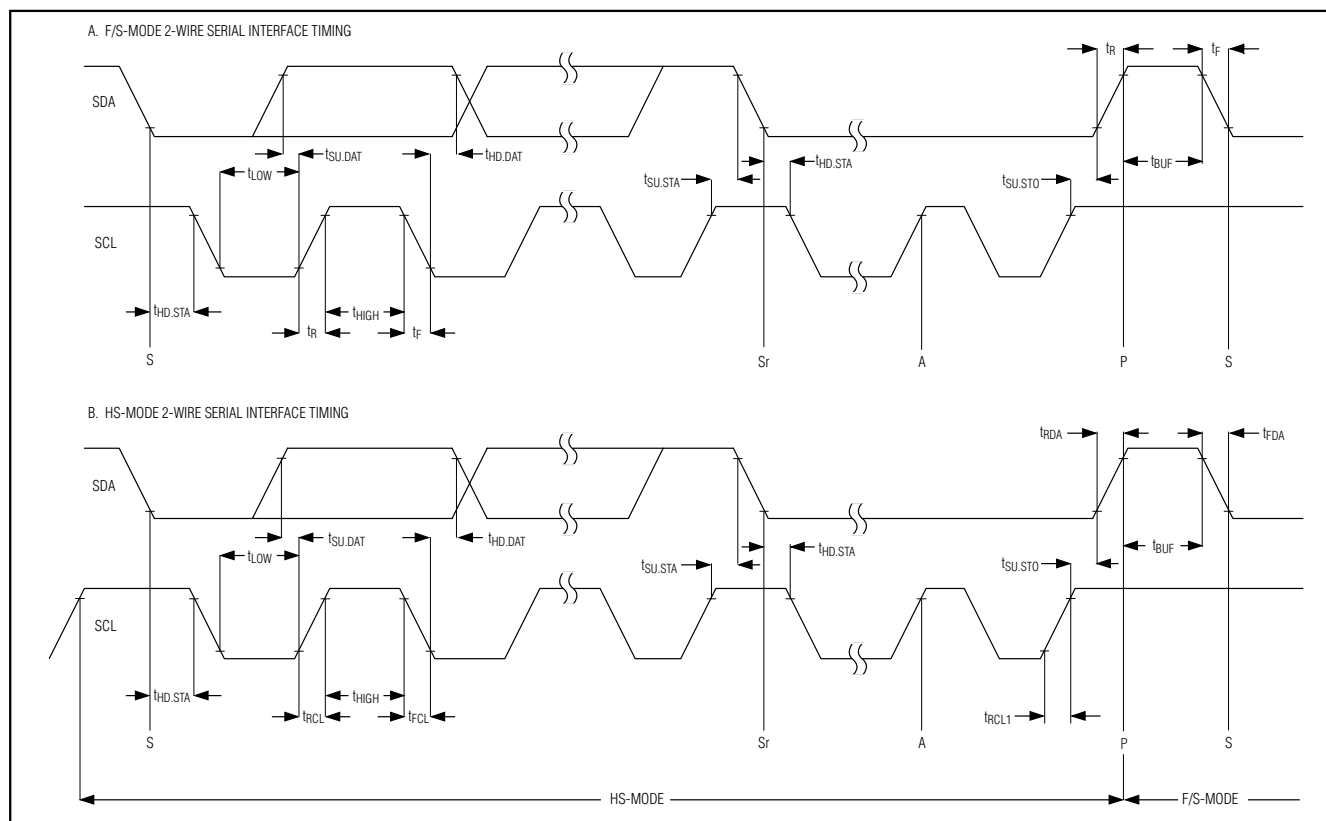 A. F/S-MODE 2-WIRE SERIAL INTERFACE TIMING
tR
tF
SDA
tSU.DAT
tHD.DAT
tLOW
tHD.STA
tBUF
tSU.STA
tSU.STO
SCL
tHD.STA
tHIGH
tR
tF
S
Sr
A
P
S
B. HS-MODE 2-WIRE SERIAL INTERFACE TIMING
tRDA
tFDA
SDA
tSU.DAT
tHD.DAT
tLOW
tHD.STA
tBUF
tSU.STA
tSU.STO
SCL
tHD.STA
tHIGH
tRCL
tFCL
tRCL1
S
Sr
A
P
S
HS-MODE
F/S-MODE